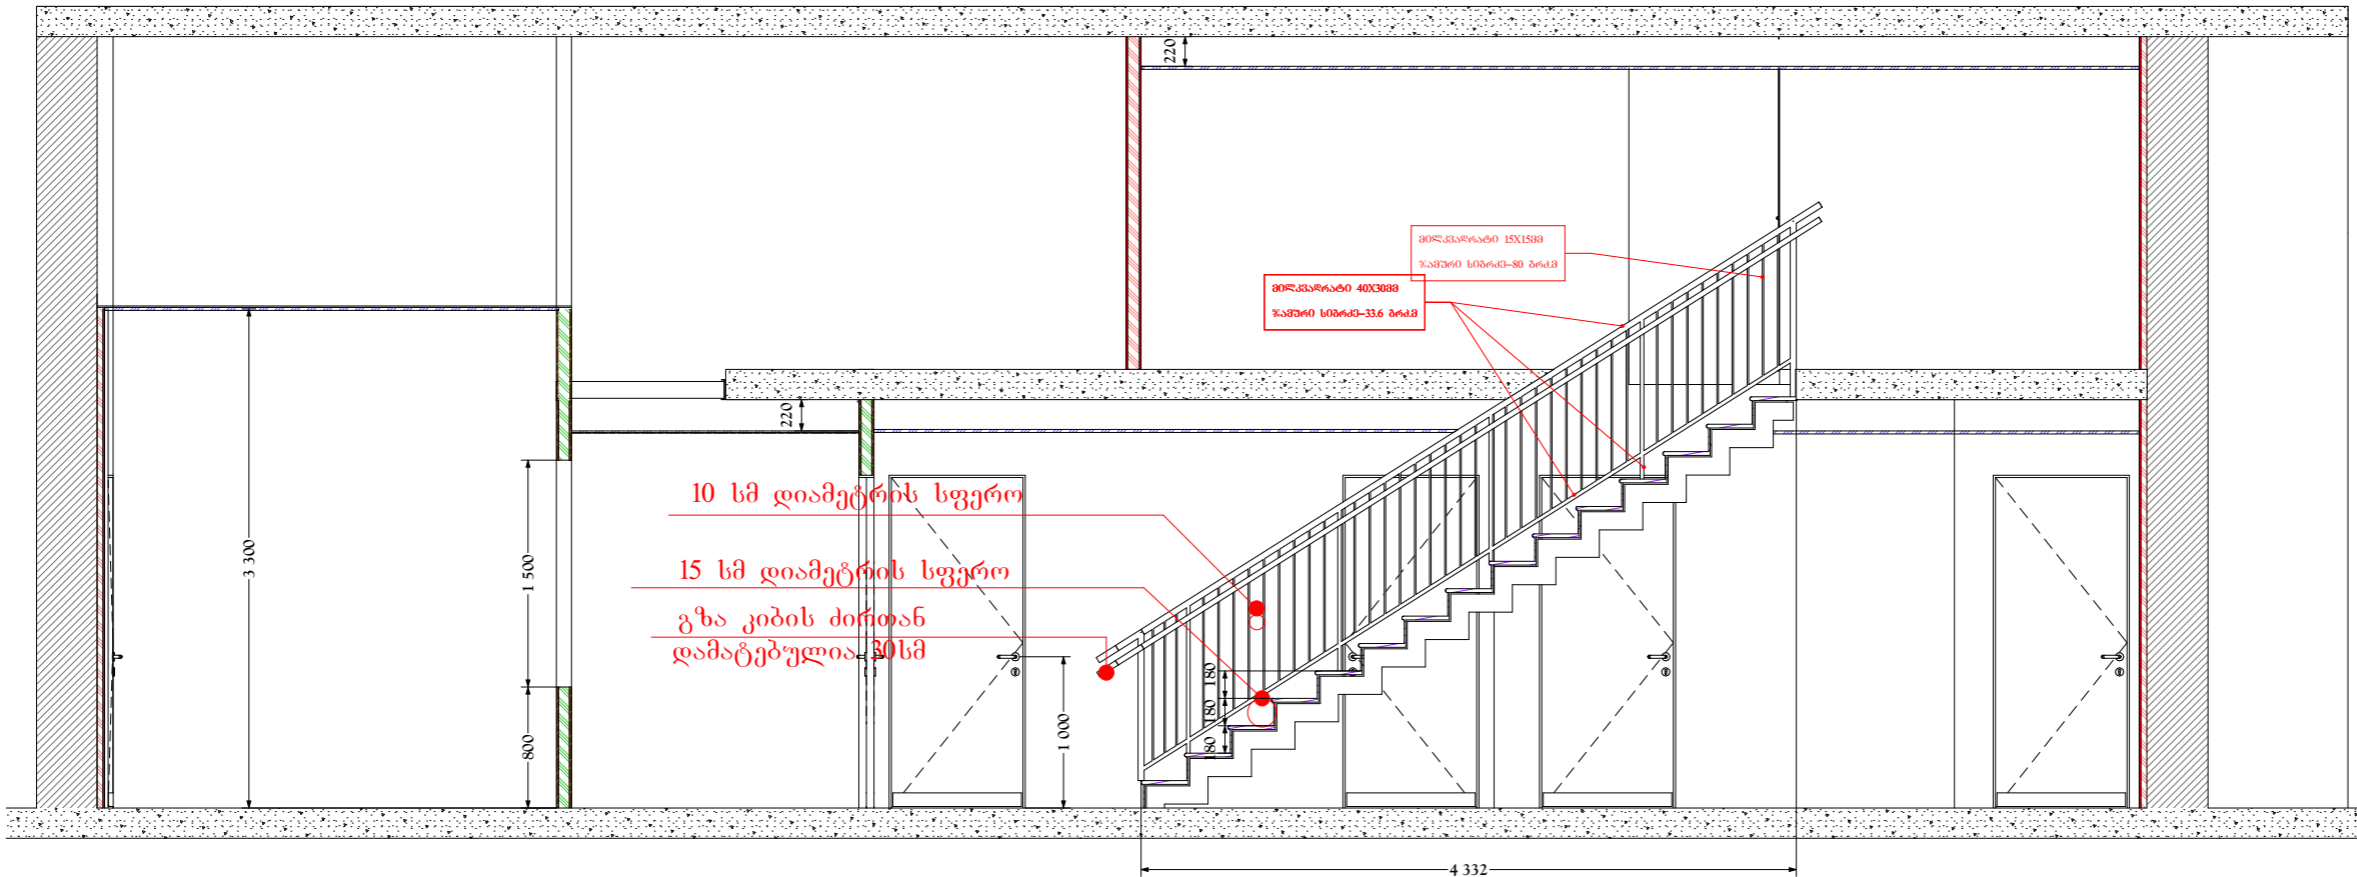 220
მილკვადრატი 15X15მმ
ჯამური სიგრძე-80 გრძ.მ
მილკვადრატი 40X30მმ
ჯამური სიგრძე-33.6 გრძ.მ
220
10 სმ დიამეტრის სფერო
3 300
1 500
15 სმ დიამეტრის სფერო
გზა კიბის ძირთან
დამატებულია 30სმ
180
180
180
1 000
800
4 332